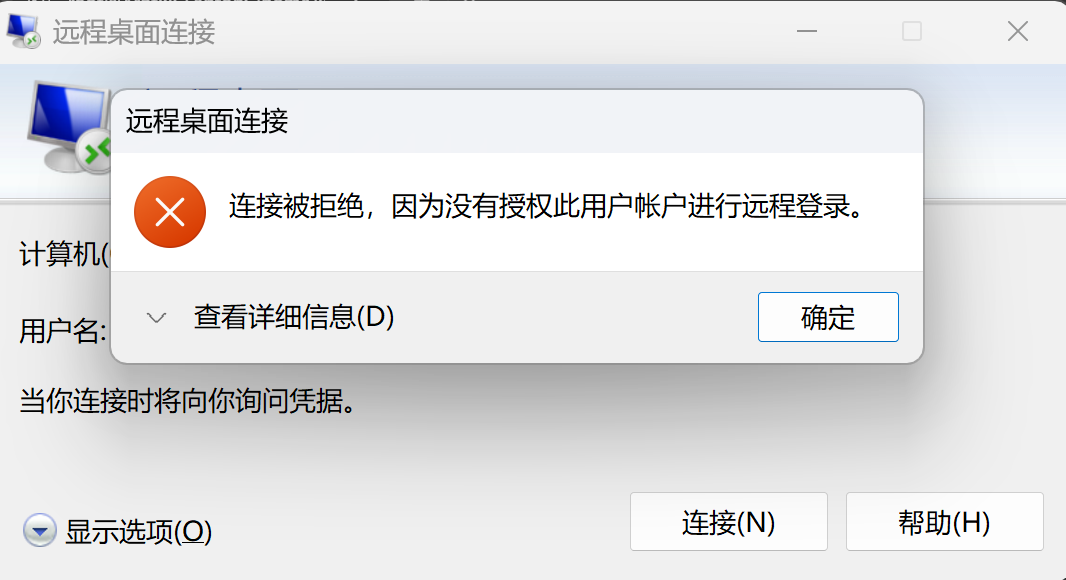 远程桌面连接
远程桌面连接
连接被拒绝，因为没有授权此用户帐户进行远程登录。
查看详细信息(D)
确定
计算机(
用户名:
当你连接时将向你询问凭据。
显示选项(O)
连接(N)
帮助(H)